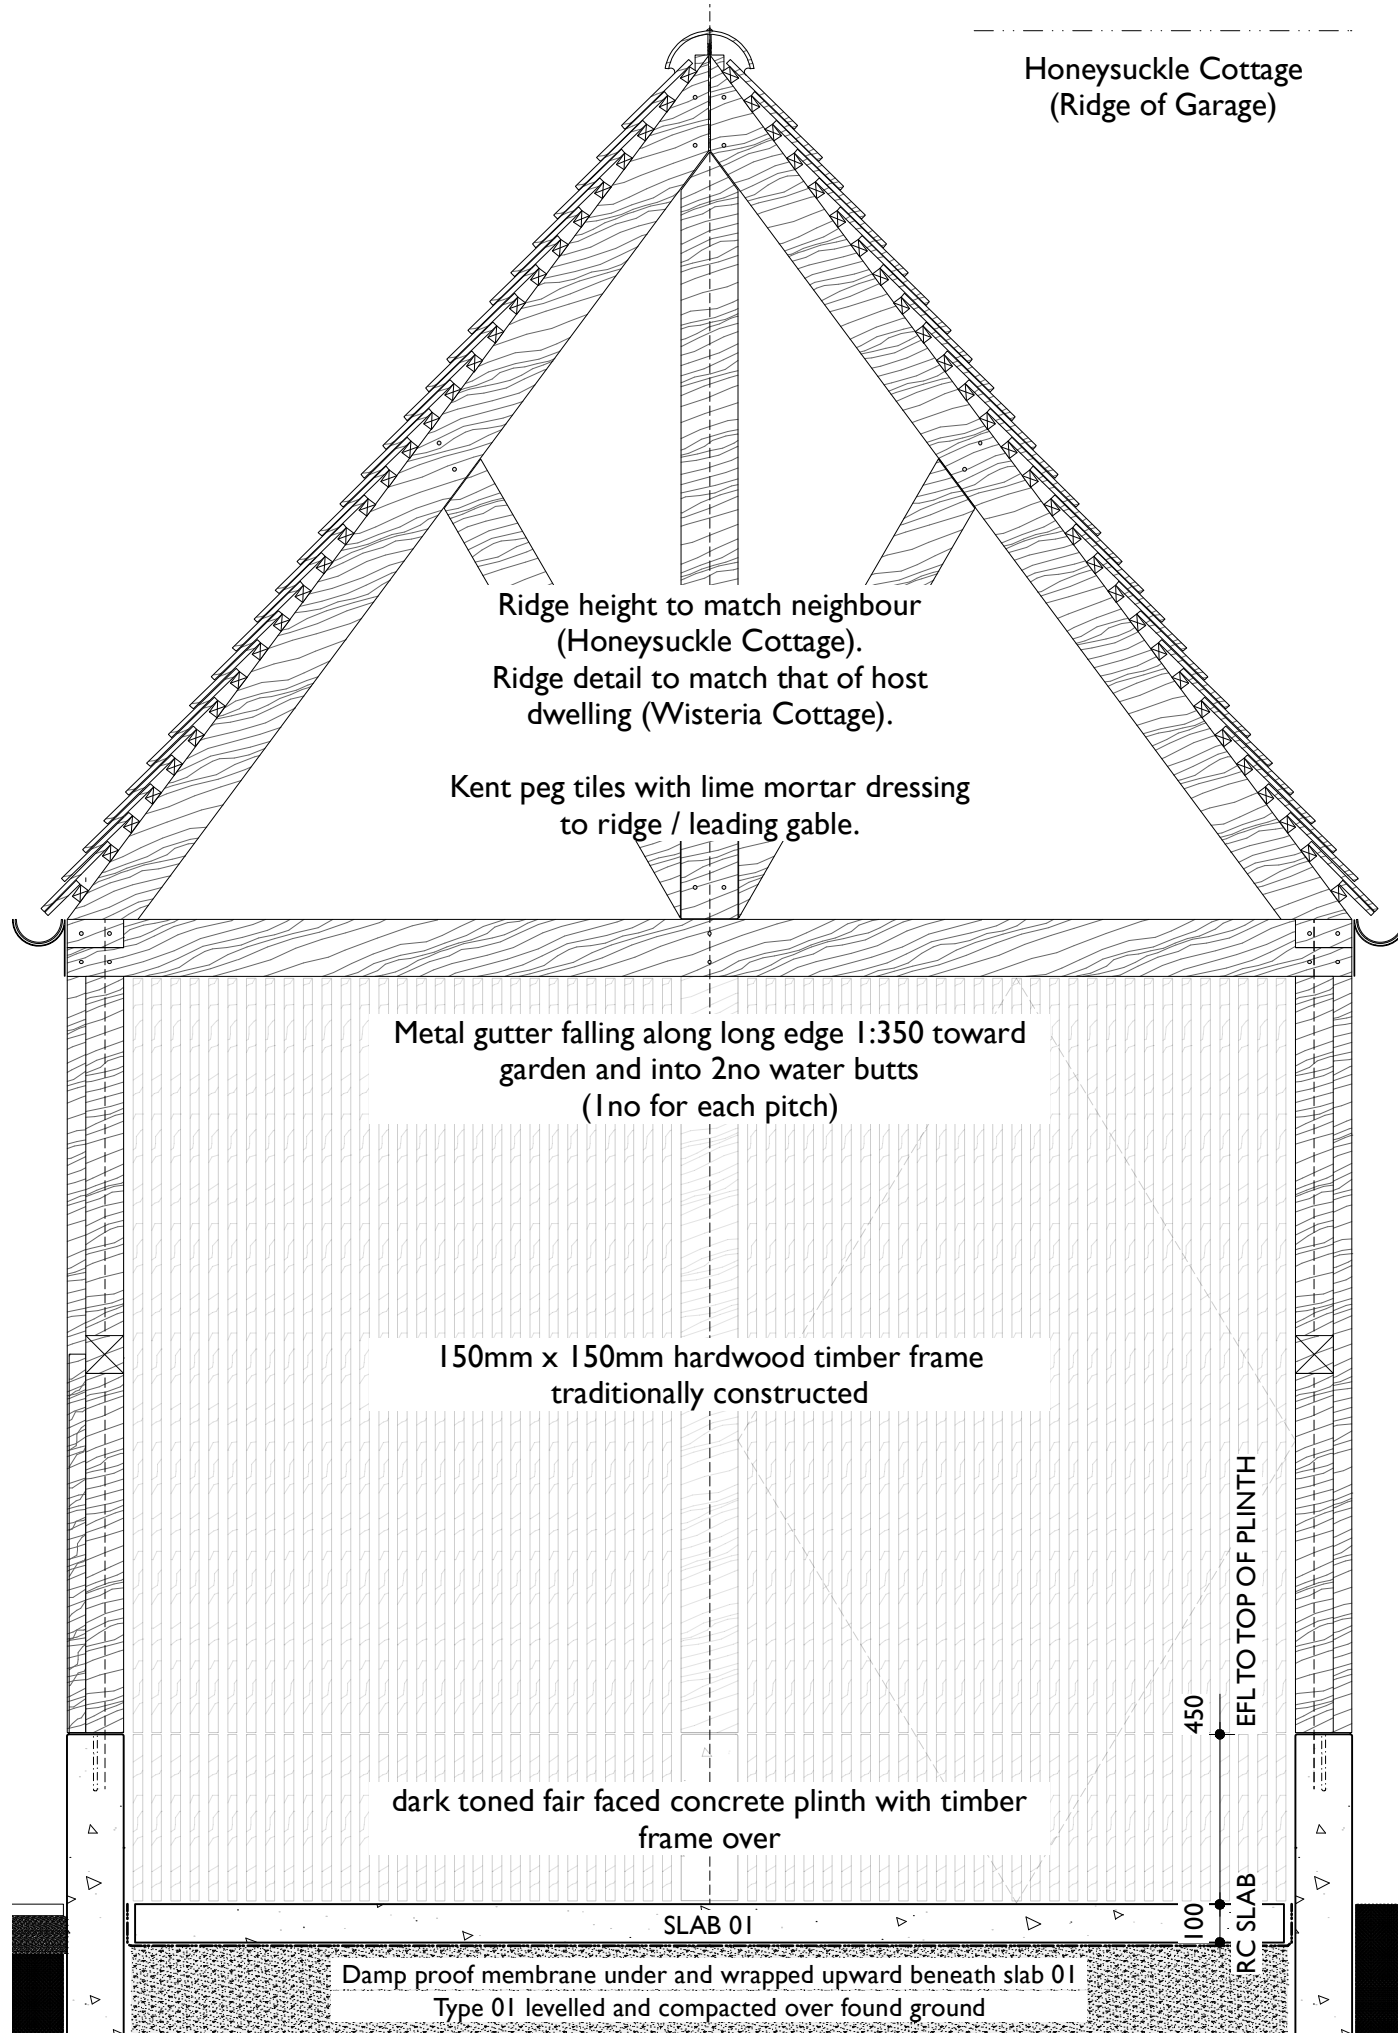 Honeysuckle Cottage
(Ridge of Garage)
Ridge height to match neighbour
(Honeysuckle Cottage).
Ridge detail to match that of host
dwelling (Wisteria Cottage).
Kent peg tiles with lime mortar dressing
to ridge / leading gable.
Metal gutter falling along long edge 1:350 toward
garden and into 2no water butts
(1no for each pitch)
150mm x 150mm hardwood timber frame
traditionally constructed
450
EFL TO TOP OF PLINTH
dark toned fair faced concrete plinth with timber
frame over
SLAB 01
100
RC SLAB
Damp proof membrane under and wrapped upward beneath slab 01
Type 01 levelled and compacted over found ground